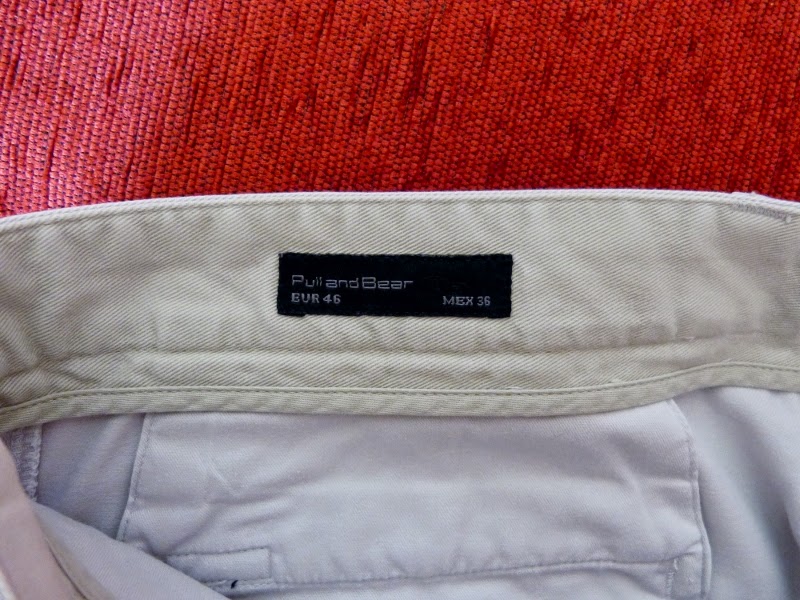 Pull and Bear
EUR 46 MEX 36